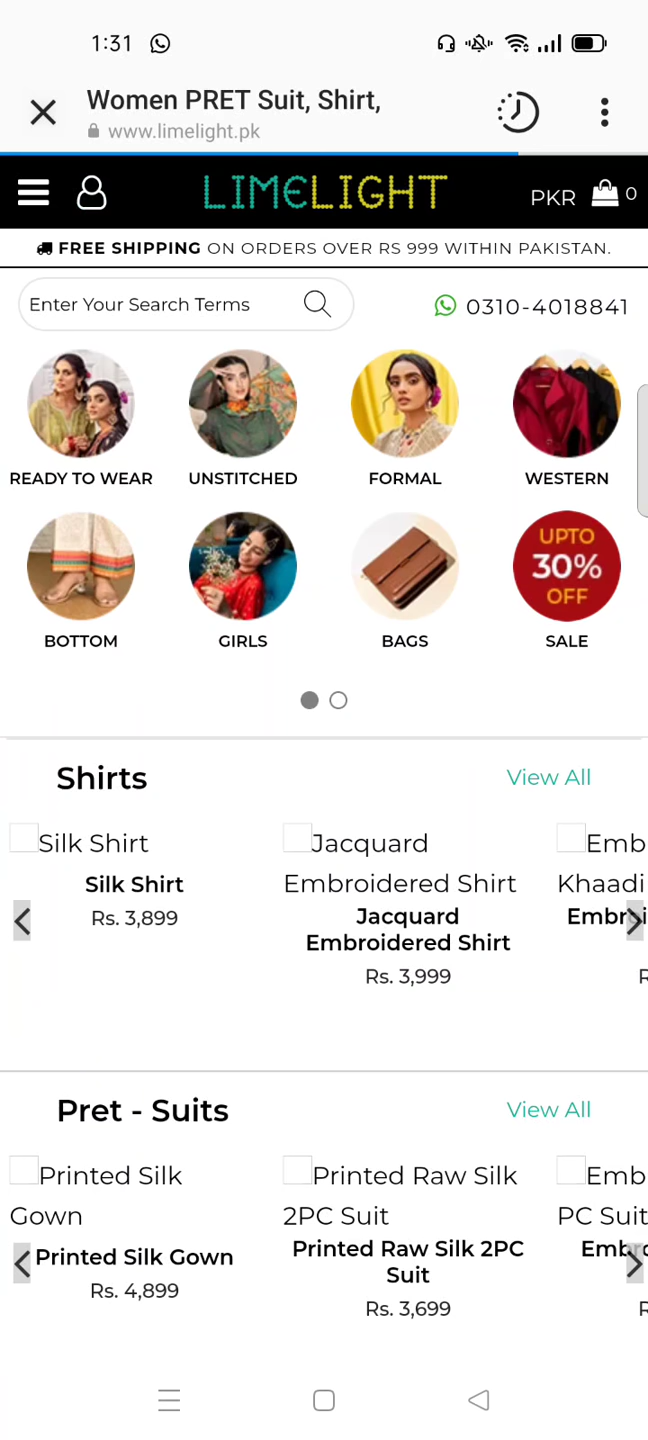 1:31
Women PRET Suit, Shirt,
www.limelight.pk
LIMELIGHT
PKR 0
FREE SHIPPING ON ORDERS OVER RS 999 WITHIN PAKISTAN.
Enter Your Search Terms
0310-4018841
READY TO WEAR UNSTITCHED FORMAL WESTERN
UPTO
30%
OFF
BOTTOM GIRLS BAGS SALE
Shirts View All
Silk Shirt
Silk Shirt
Rs. 3,899
Jacquard
Embroidered Shirt
Jacquard
Embroidered Shirt
Rs. 3,999
Emb
Khaadi
Embroi
R
Pret - Suits View All
Printed Silk
Gown
Printed Silk Gown
Rs. 4,899
Printed Raw Silk
2PC Suit
Printed Raw Silk 2PC
Suit
Rs. 3,699
Emb
PC Suit
Embro
R